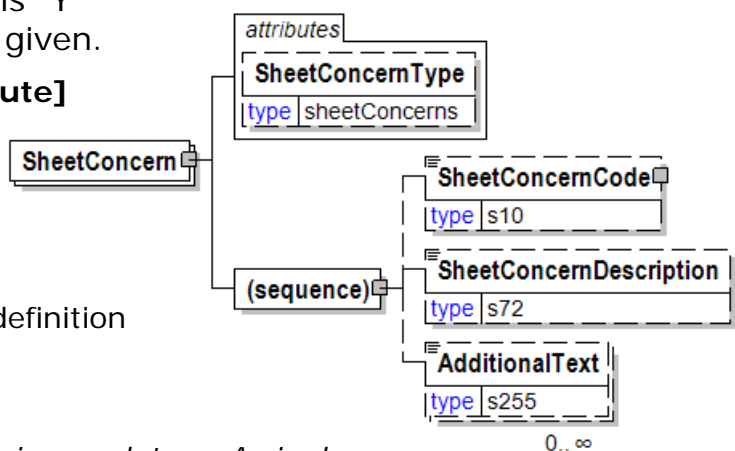 is "Y"
given.
ute]
attributes
SheetConcernType
type sheetConcerns
SheetConcern
SheetConcernCode
type s10
(sequence)
SheetConcernDescription
type s72
definition
AdditionalText
type s255
0..∞